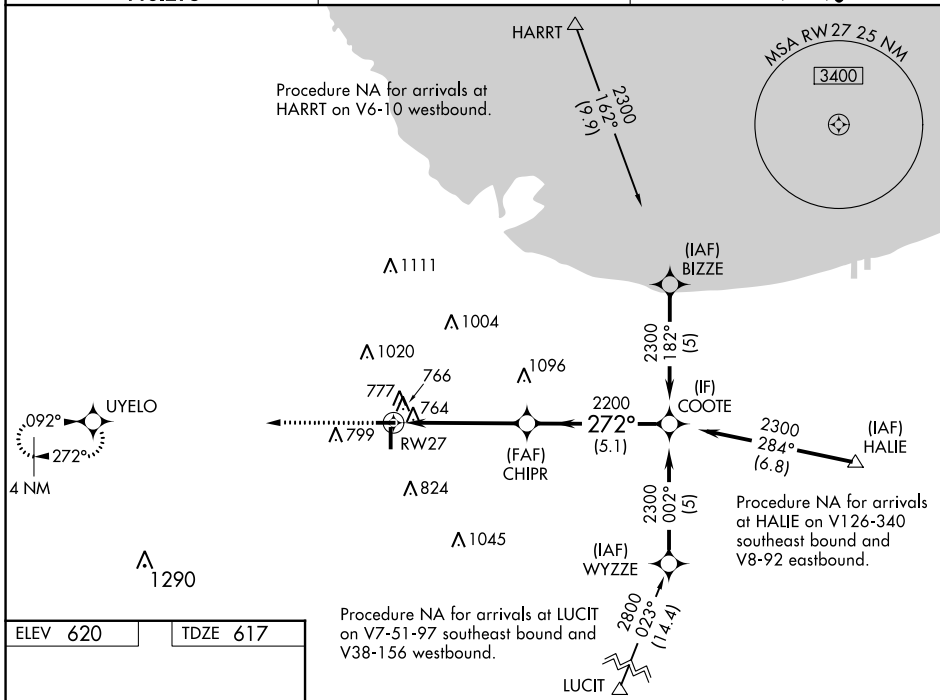 HARRT
MSA RW 27 25 NM
3400
Procedure NA for arrivals at
HARRT on V6-10 westbound.
2300
162°
(9.9)
(IAF)
BIZZE
1111
1004
1020
1096
2300
182°
(5)
766
777
764
(IF)
COOTE
UYELO
092°
272°
4 NM
799
RW27
2200
272°
(5.1)
(FAF)
CHIPR
2300
284°
(6.8)
(IAF)
HALIE
824
1045
2300
002°
(5)
Procedure NA for arrivals
at HALIE on V126-340
southeast bound and
V8-92 eastbound.
(IAF)
WYZZE
1290
2800
023°
(14.4)
Procedure NA for arrivals at LUCIT
on V7-51-97 southeast bound and
V38-156 westbound.
LUCIT
ELEV 620
TDZE 617